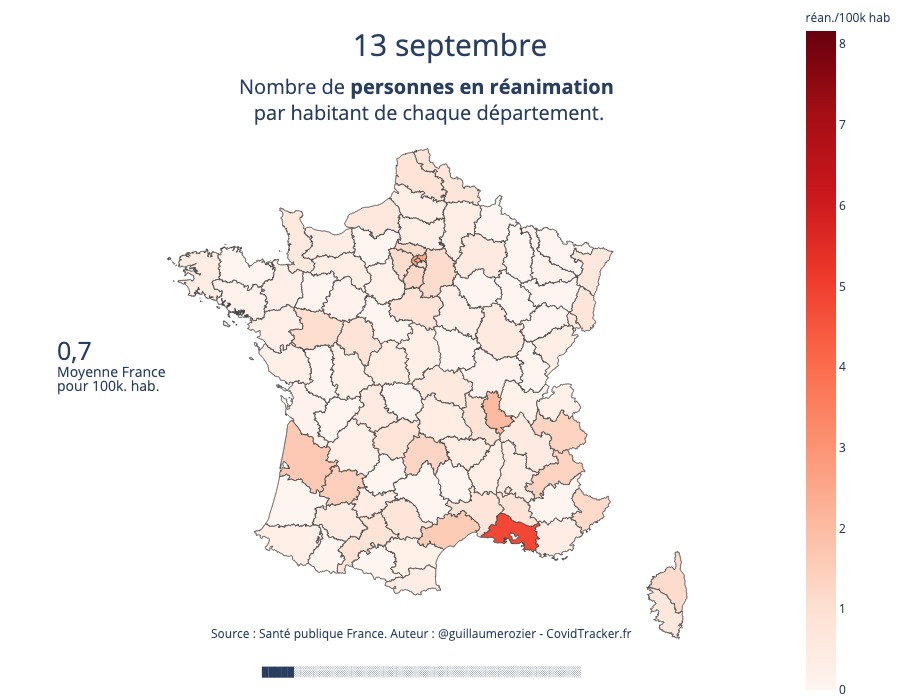 réan./100k hab
13 septembre
Nombre de personnes en réanimation
par habitant de chaque département.
8
7
6
5
4
3
2
1
0
0,7
Moyenne France
pour 100k. hab.
Source : Santé publique France. Auteur : @guillaumerozier - CovidTracker.fr